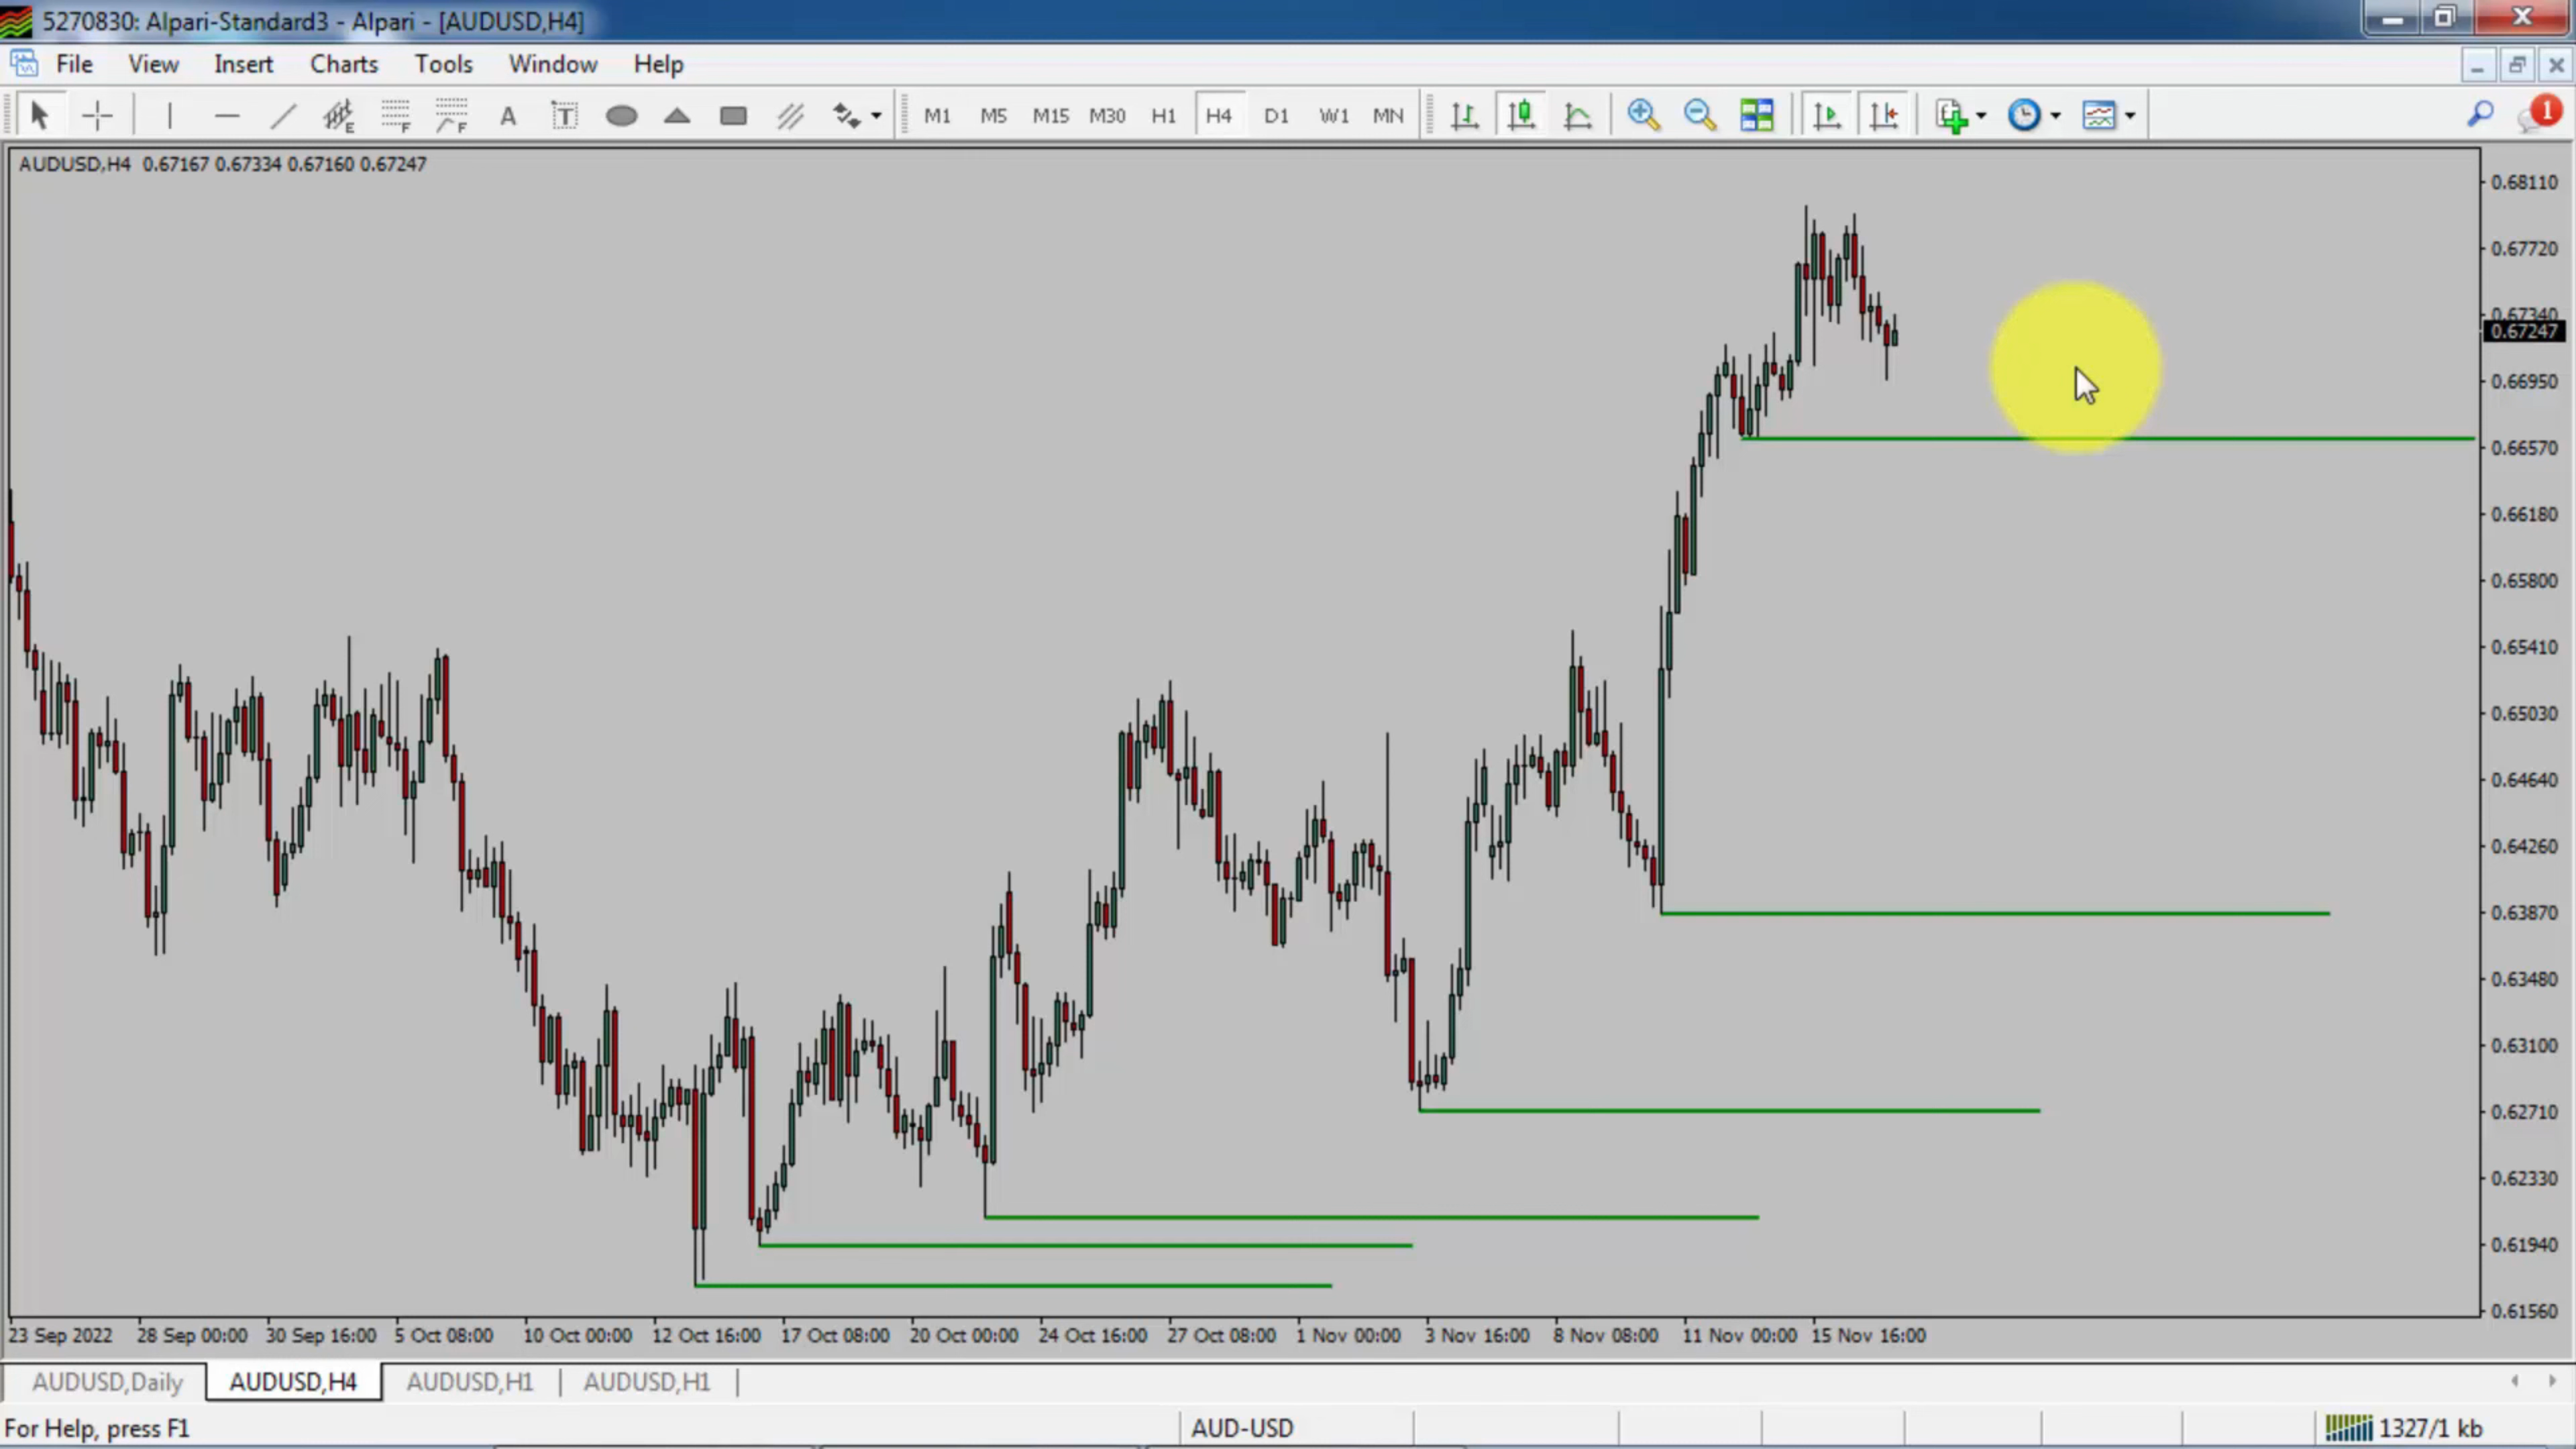 5270830: Alpari-Standard3 - Alpari - [AUDUSD,H4]
File View Insert Charts Tools Window Help
E F F A T M1 M5 M15 M30 H1 H4 D1 W1 MN 1
AUDUSD,H4 0.67167 0.67334 0.67160 0.67247
0.68110
0.67720
0.67340
0.67247
0.66950
0.66570
0.66180
0.65800
0.65410
0.65030
0.64640
0.64260
0.63870
0.63480
0.63100
0.62710
0.62330
0.61940
0.61560
23 Sep 2022 28 Sep 00:00 30 Sep 16:00 5 Oct 08:00 10 Oct 00:00 12 Oct 16:00 17 Oct 08:00 20 Oct 00:00 24 Oct 16:00 27 Oct 08:00 1 Nov 00:00 3 Nov 16:00 8 Nov 08:00 11 Nov 00:00 15 Nov 16:00
AUDUSD,Daily AUDUSD,H4 AUDUSD,H1 AUDUSD,H1
For Help, press F1 AUD-USD 1327/1 kb